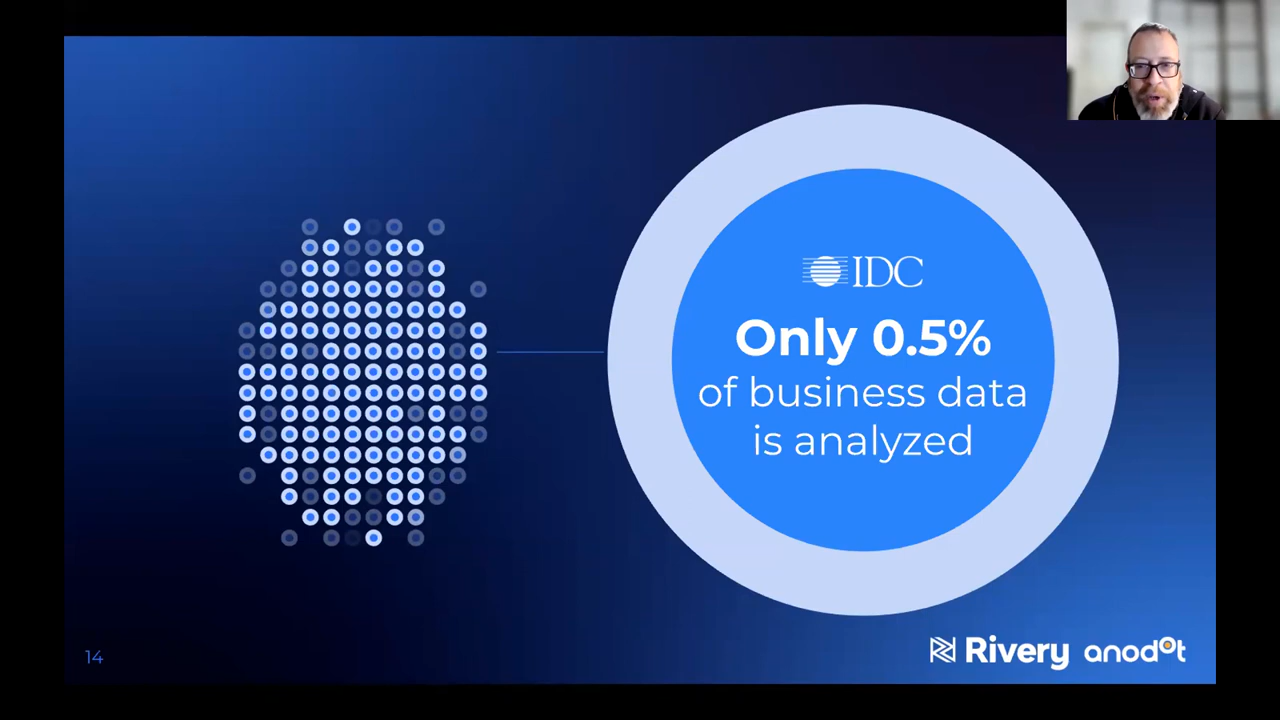 IDC
Only 0.5%
of business data
is analyzed
14
Rivery anodot